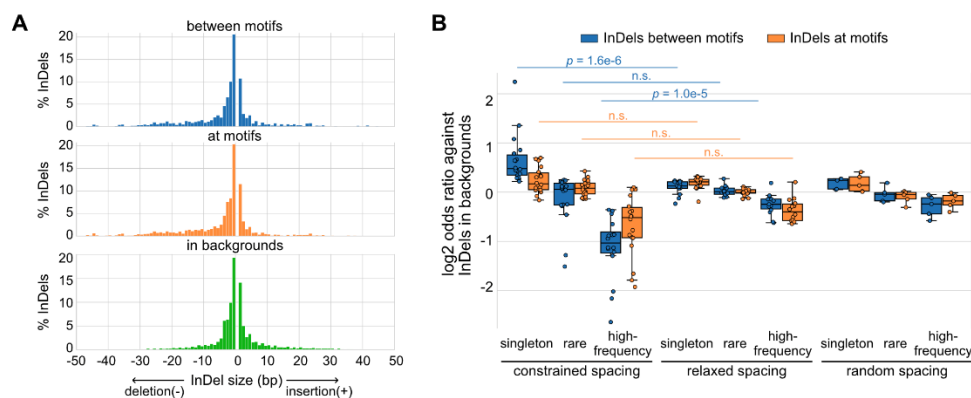 A
between motifs
20
15
10
5
0
% InDels
at motifs
20
15
10
5
0
% InDels
in backgrounds
20
15
10
5
0
% InDels
-50 -40 -30 -20 -10 0 10 20 30 40 50
InDel size (bp)
deletion(-) insertion(+)
B
InDels between motifs InDels at motifs
p = 1.6e-6
n.s.
p = 1.0e-5
n.s.
n.s.
n.s.
2
1
0
-1
-2
log2 odds ratio against
InDels in backgrounds
singleton rare high-frequency singleton rare high-frequency singleton rare high-frequency
constrained spacing relaxed spacing random spacing